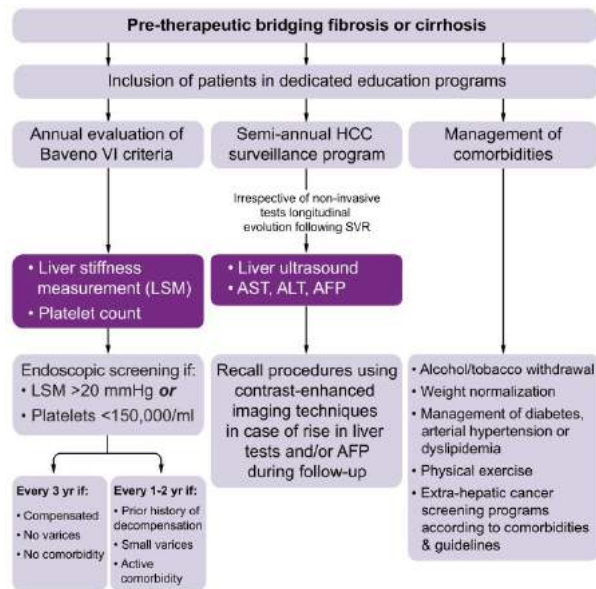 Pre-therapeutic bridging fibrosis or cirrhosis
Inclusion of patients in dedicated education programs
Annual evaluation of
Baveno VI criteria
Semi-annual HCC
surveillance program
Management of
comorbidities
Irrespective of non-invasive
tests longitudinal
evolution following SVR
• Liver stiffness
measurement (LSM)
• Platelet count
• Liver ultrasound
• AST, ALT, AFP
Endoscopic screening if:
• LSM >20 mmHg or
• Platelets <150,000/ml
Recall procedures using
contrast-enhanced
imaging techniques
in case of rise in liver
tests and/or AFP
during follow-up
• Alcohol/tobacco withdrawal
• Weight normalization
• Management of diabetes,
arterial hypertension or
dyslipidemia
• Physical exercise
• Extra-hepatic cancer
screening programs
according to comorbidities
& guidelines
Every 3 yr if:
• Compensated
• No varices
• No comorbidity
Every 1-2 yr if:
• Prior history of
decompensation
• Small varices
• Active
comorbidity